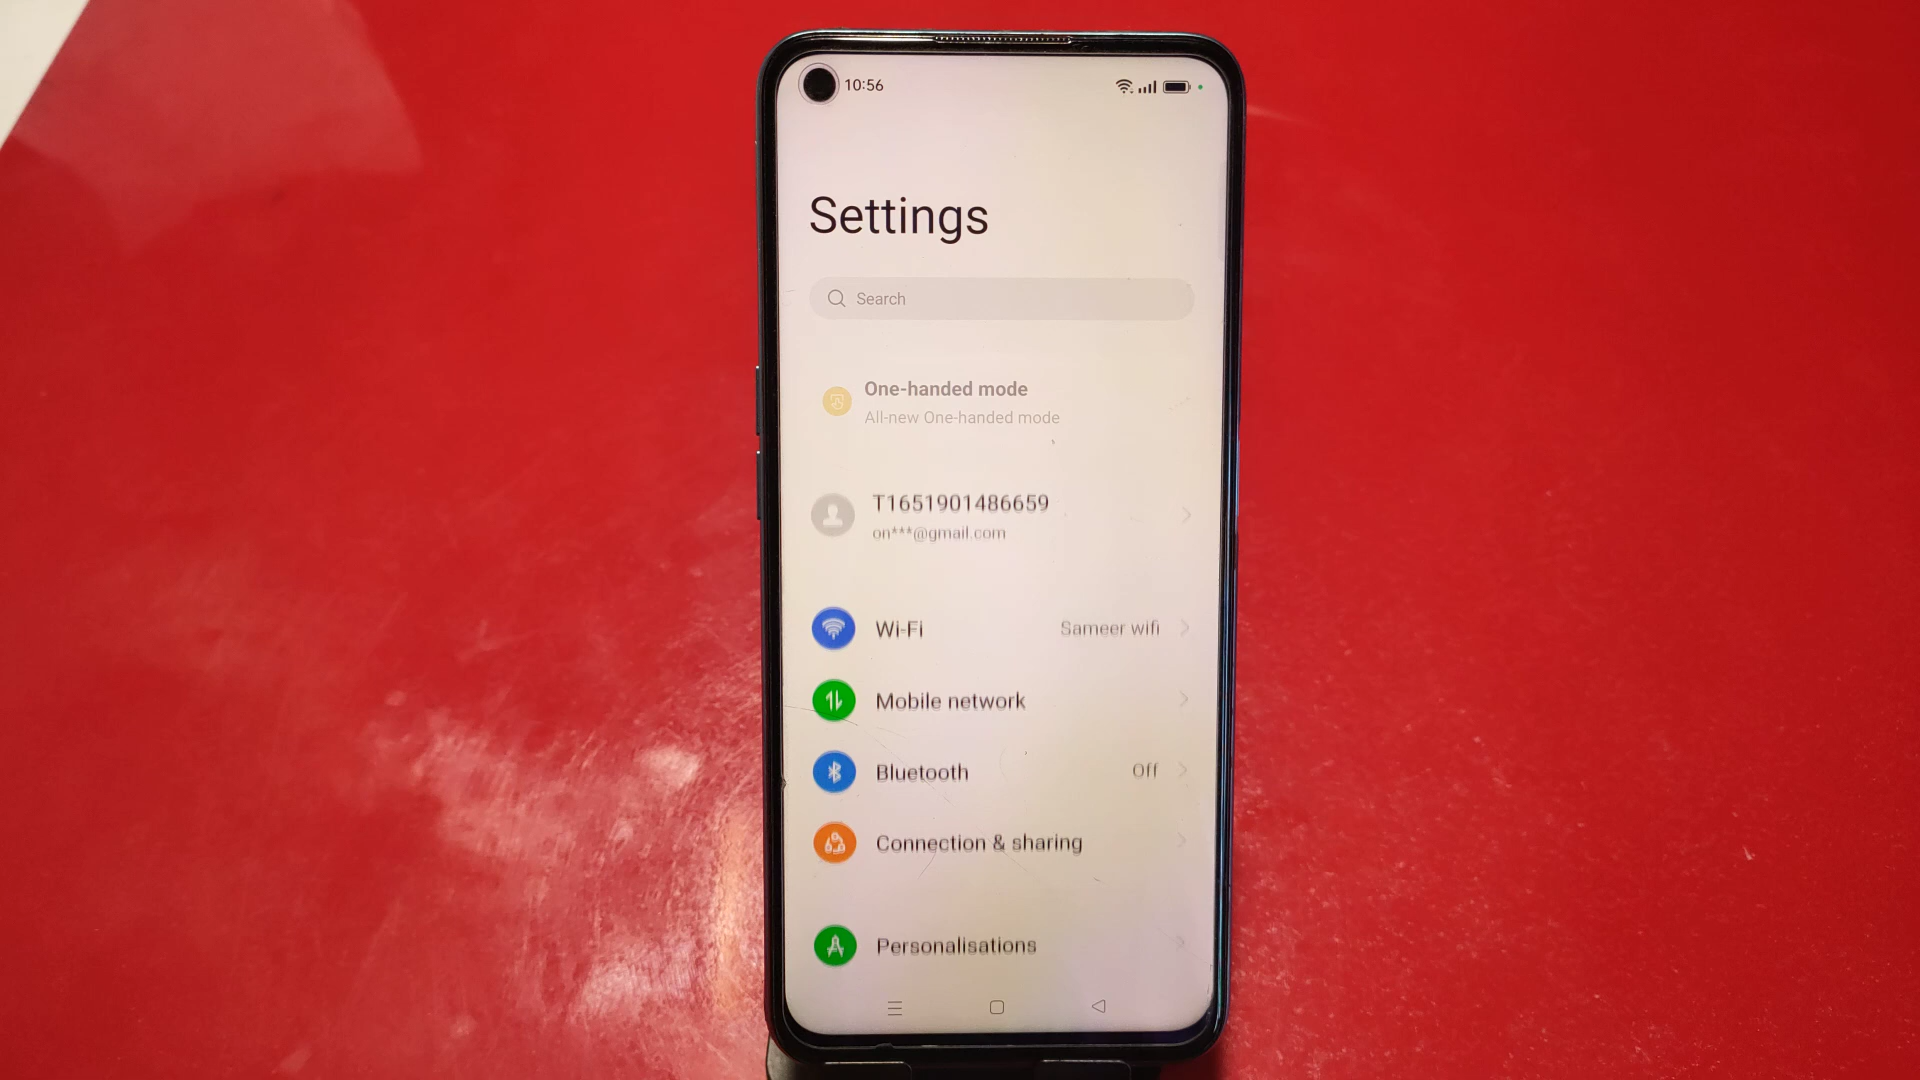 10:56
Settings
Search
One-handed mode
All-new One-handed mode
T1651901486659
on***@gmail.com
Wi-Fi Sameer wifi
Mobile network
Bluetooth Off
Connection & sharing
Personalisations